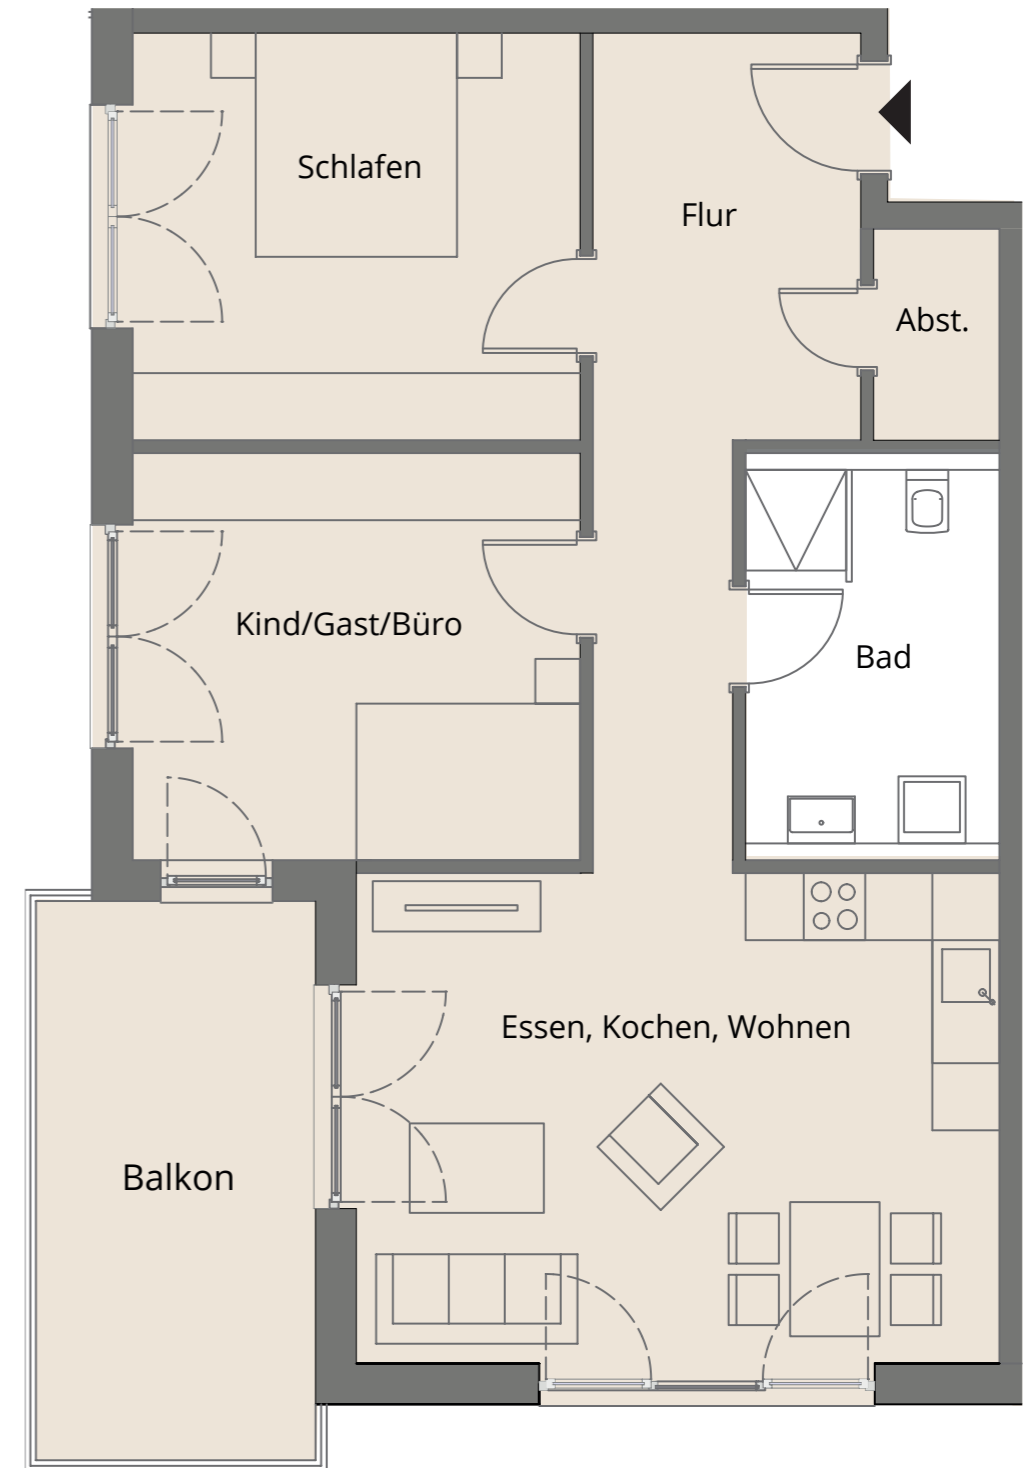 Schlafen
Flur
Abst.
Kind/Gast/Büro
Bad
Essen, Kochen, Wohnen
Balkon